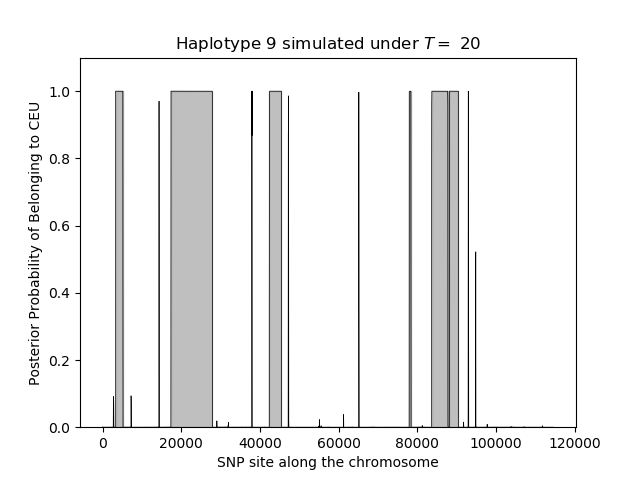 Haplotype 9 simulated under T = 20
Posterior Probability of Belonging to CEU
1.0
0.8
0.6
0.4
0.2
0.0
0 20000 40000 60000 80000 100000 120000
SNP site along the chromosome